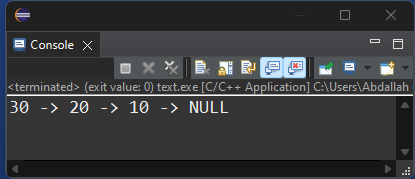 Console
<terminated> (exit value: 0) text.exe [C/C++ Application] C:\Users\Abdallah
30 -> 20 -> 10 -> NULL